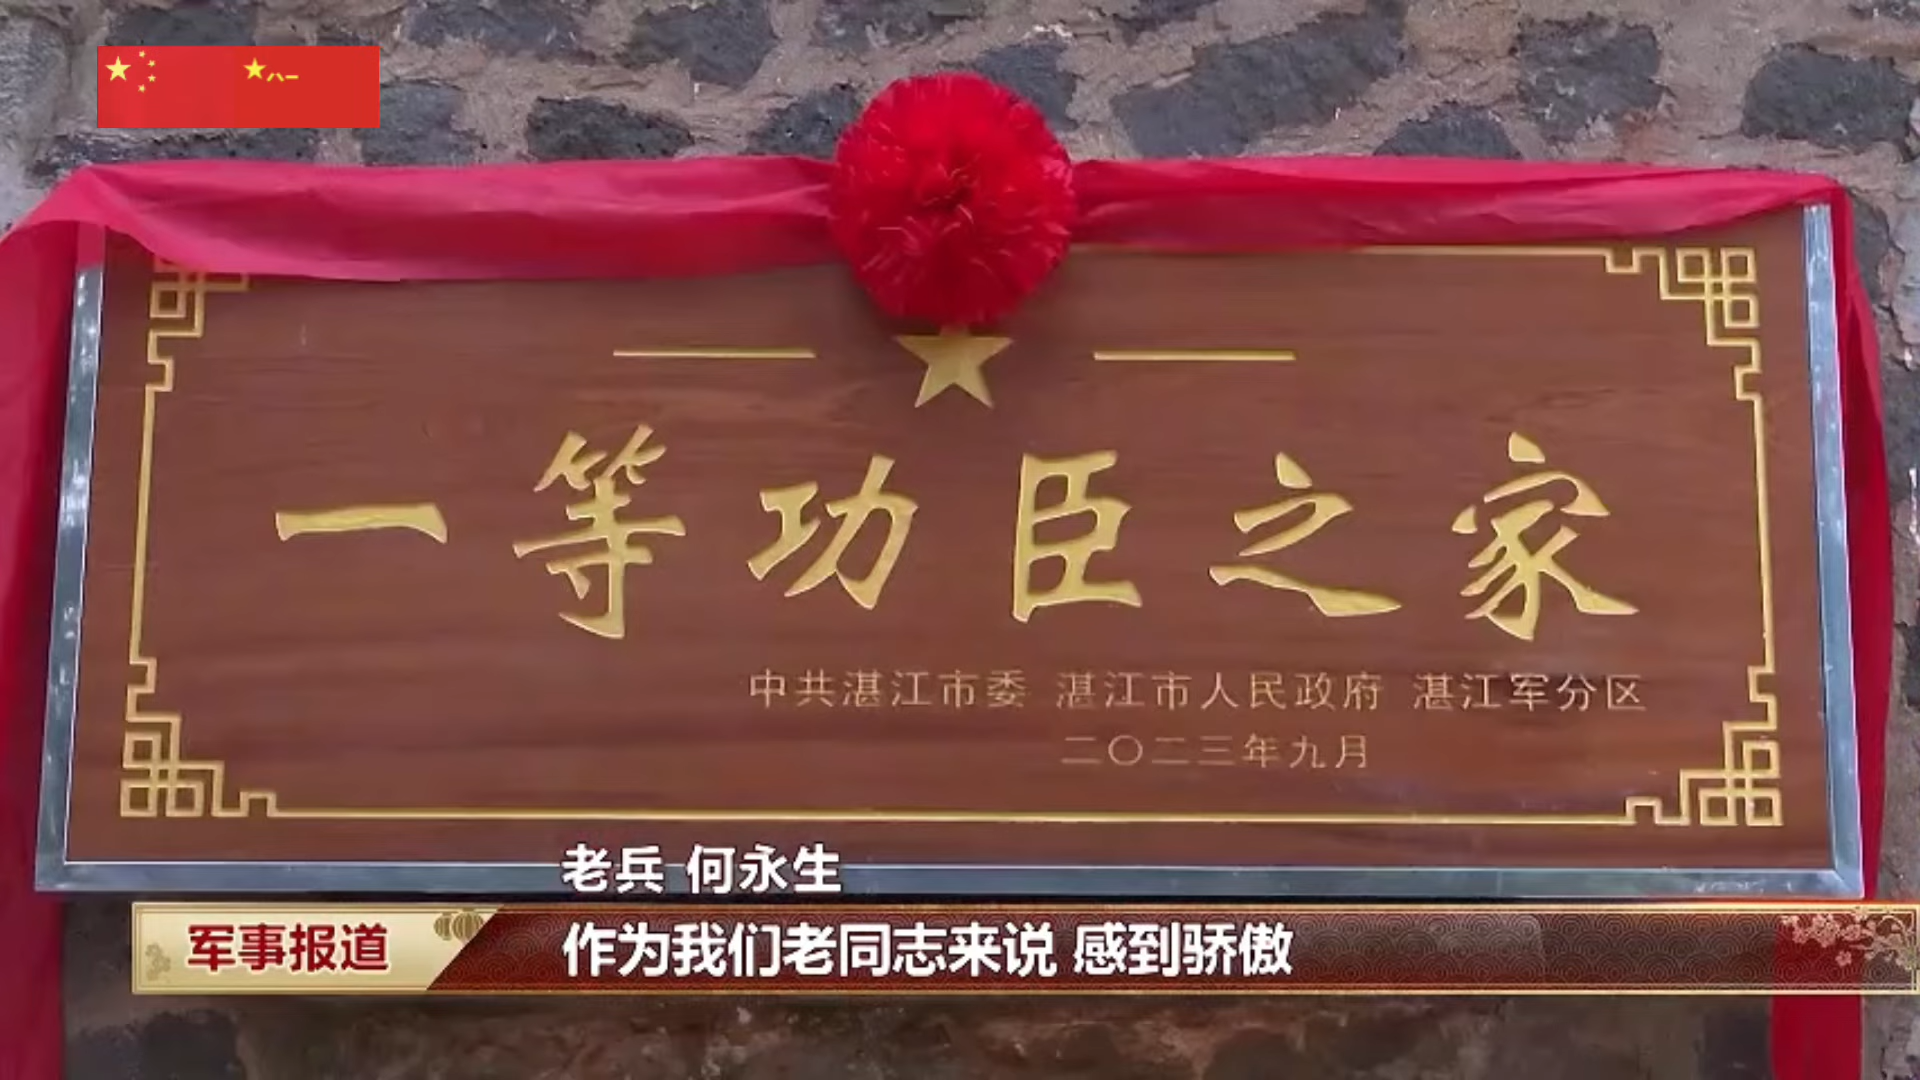 八一
一等功臣之家
中共湛江市委 湛江市人民政府 湛江军分区
二〇二三年九月
老兵 何永生
军事报道
作为我们老同志来说 感到骄傲